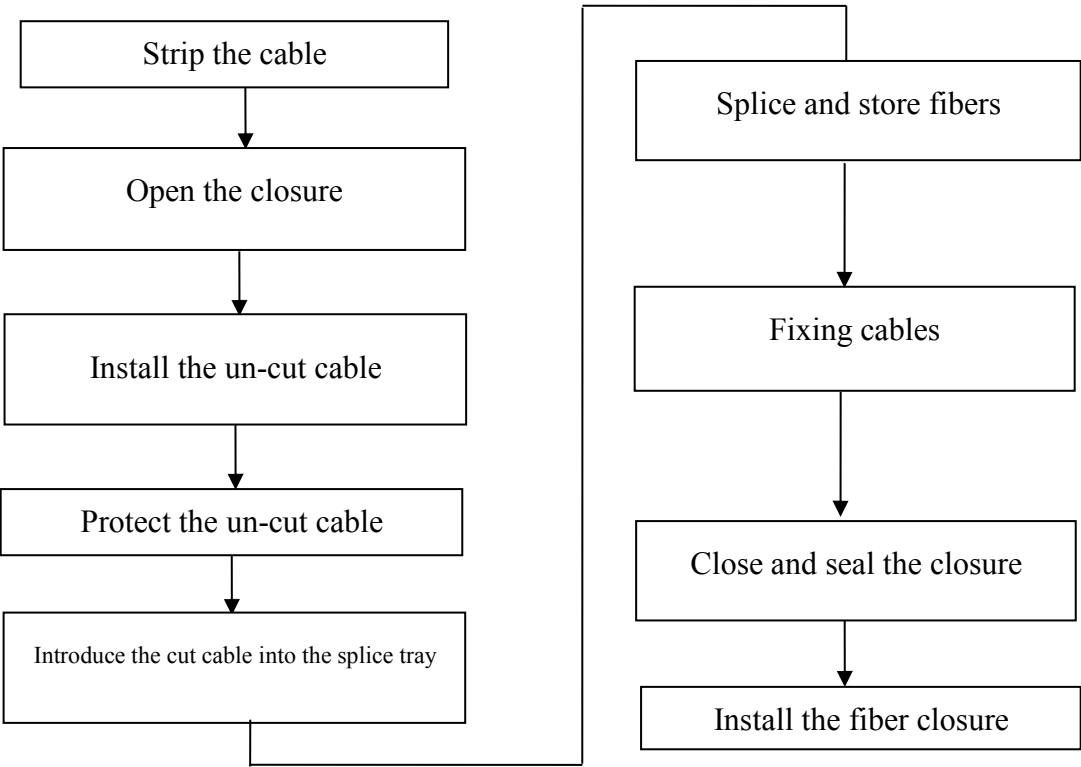 Strip the cable
Open the closure
Install the un-cut cable
Protect the un-cut cable
Introduce the cut cable into the splice tray
Splice and store fibers
Fixing cables
Close and seal the closure
Install the fiber closure